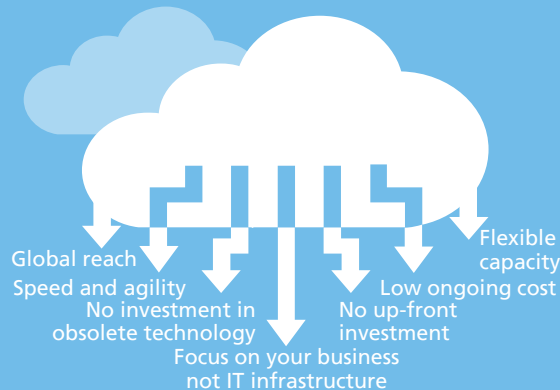 Global reach
Speed and agility
No investment in
obsolete technology
Focus on your business
not IT infrastructure
No up-front
investment
Low ongoing cost
Flexible
capacity